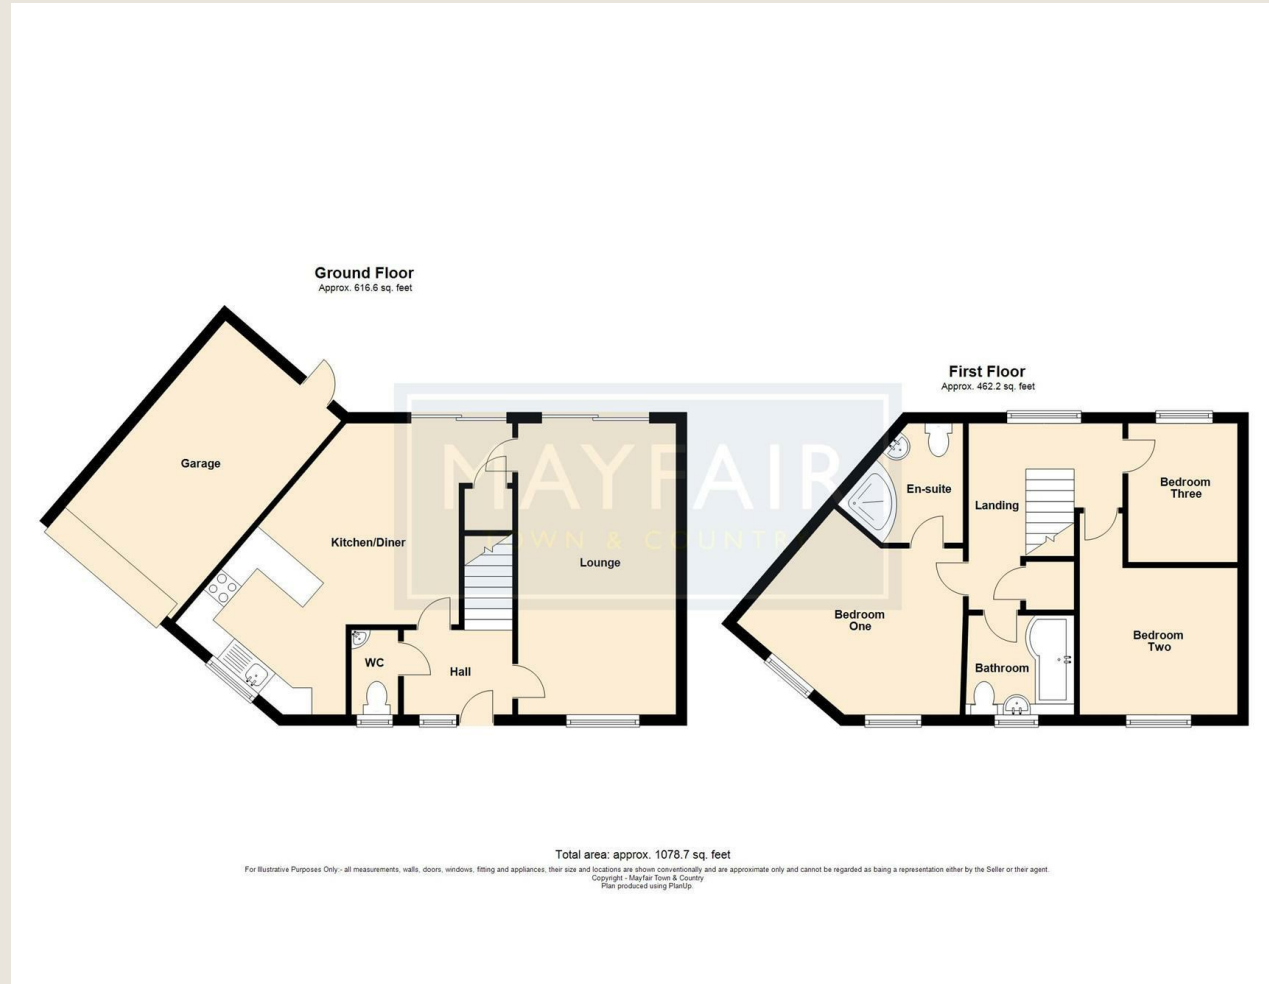 Ground Floor
Approx. 616.6 sq. feet
First Floor
Approx. 462.2 sq. feet
MAYFAIR
TOWN & COUNTRY
Garage
Kitchen/Diner
Lounge
WC
Hall
En-suite
Landing
Bedroom
Three
Bedroom
One
Bedroom
Two
Bathroom
Total area: approx. 1078.7 sq. feet
For Illustrative Purposes Only:- all measurements, walls, doors, windows, fitting and appliances, their size and locations are shown conventionally and are approximate only and cannot be regarded as being a representation either by the Seller or their agent.
Copyright - Mayfair Town & Country
Plan produced using PlanUp.